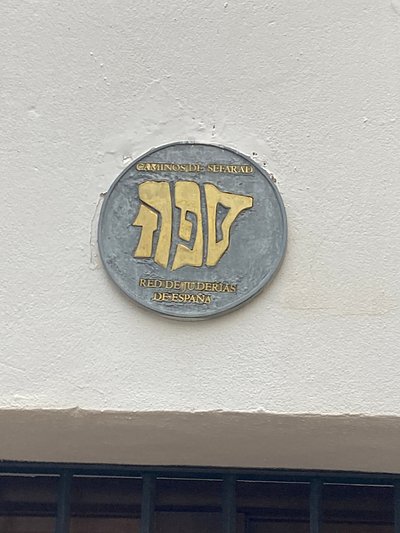 CAMINOS DE SEFARAD
ספרד
RED DE JUDERÍAS
DE ESPAÑA